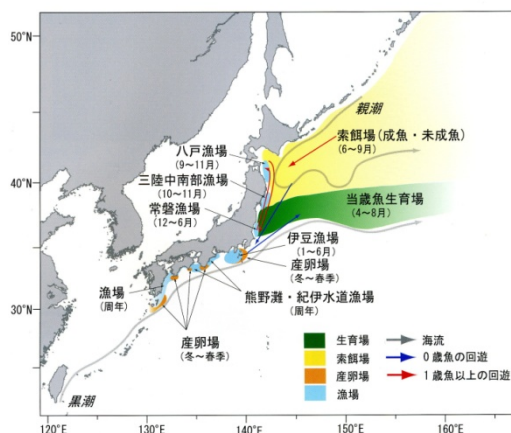 50°N
親潮
索餌場(成魚・未成魚)
(6～9月)
八戸漁場
(9～11月)
三陸中南部漁場
(10～11月)
40°N
常磐漁場
(12～6月)
当歳魚生育場
(4～8月)
伊豆漁場
(1～6月)
産卵場
(冬～春季)
漁場
(周年)
熊野灘・紀伊水道漁場
(周年)
30°N
産卵場
(冬～春季)
黒潮
生育場
索餌場
産卵場
漁場
海流
0歳魚の回遊
1歳魚以上の回遊
120°E
130°E
140°E
150°E
160°E